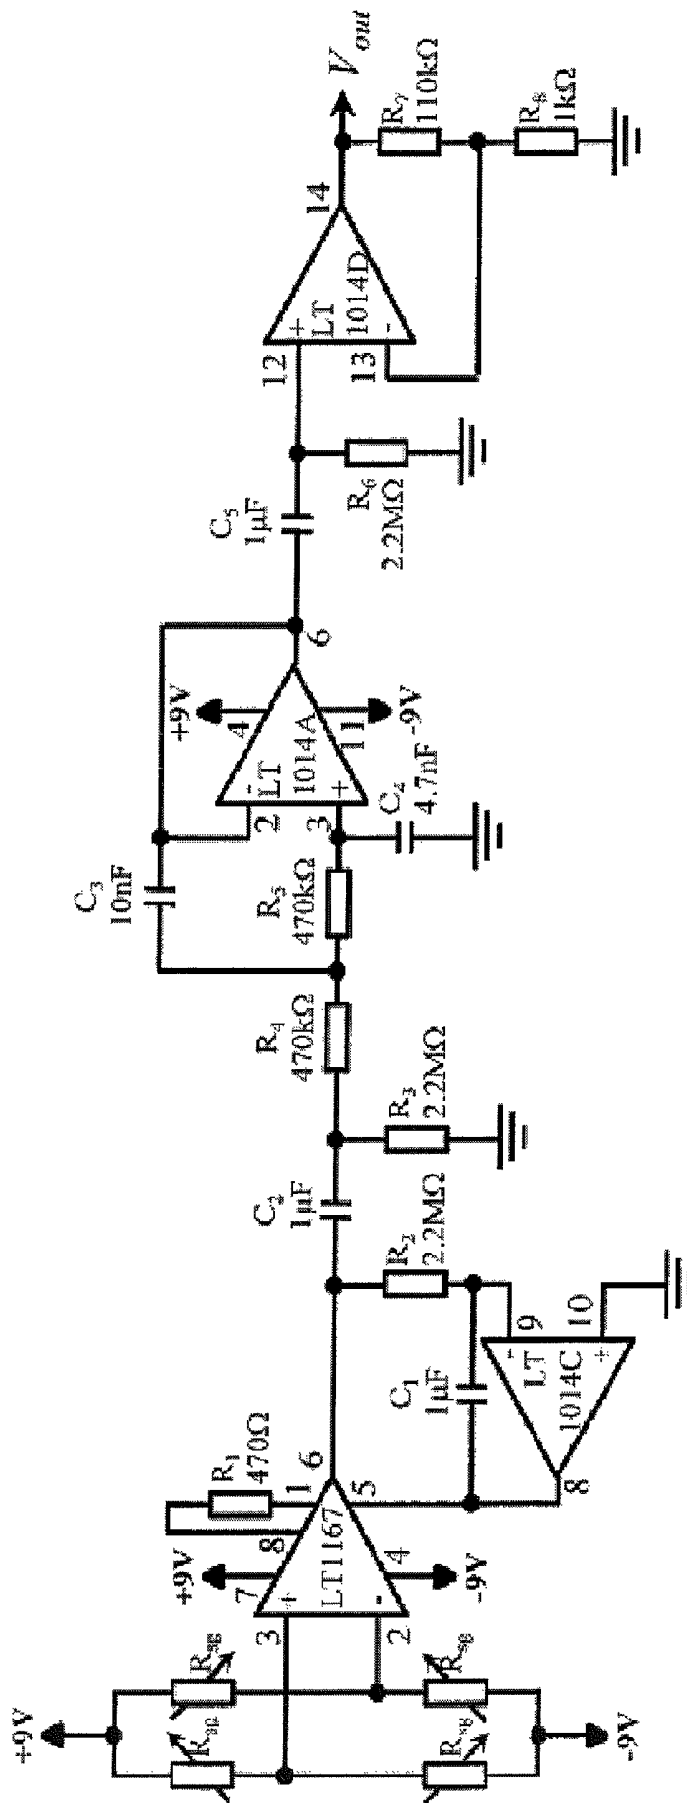 +9V
R
R
R
R
-9V
3
2
+
-
LT1167
7
+9V
4
-9V
8
1
R1
470Ω
6
5
C1
1µF
8
LT
1014C
-
+
9
10
R2
2.2MΩ
C2
1µF
R3
2.2MΩ
R4
470kΩ
R5
470kΩ
C3
10nF
2
3
-
+
LT
1014A
4
+9V
11
-9V
C4
4.7nF
6
C5
1µF
R6
2.2MΩ
12
13
+
-
LT
1014D
14
Vout
R7
110kΩ
R8
1kΩ